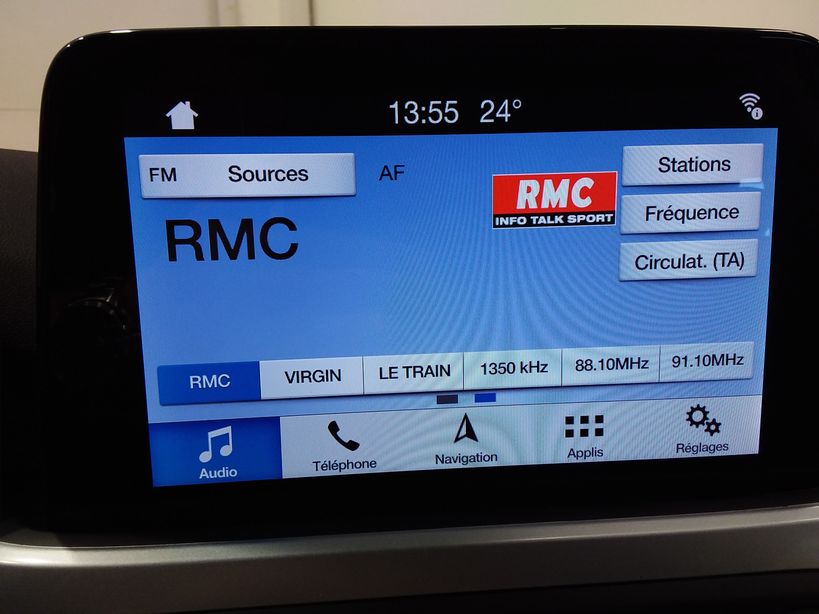 13:55 24°
FM Sources
AF
RMC
INFO TALK SPORT
Stations
Fréquence
Circulat. (TA)
RMC
RMC
VIRGIN
LE TRAIN
1350 kHz
88.10MHz
91.10MHz
Audio
Téléphone
Navigation
Applis
Réglages